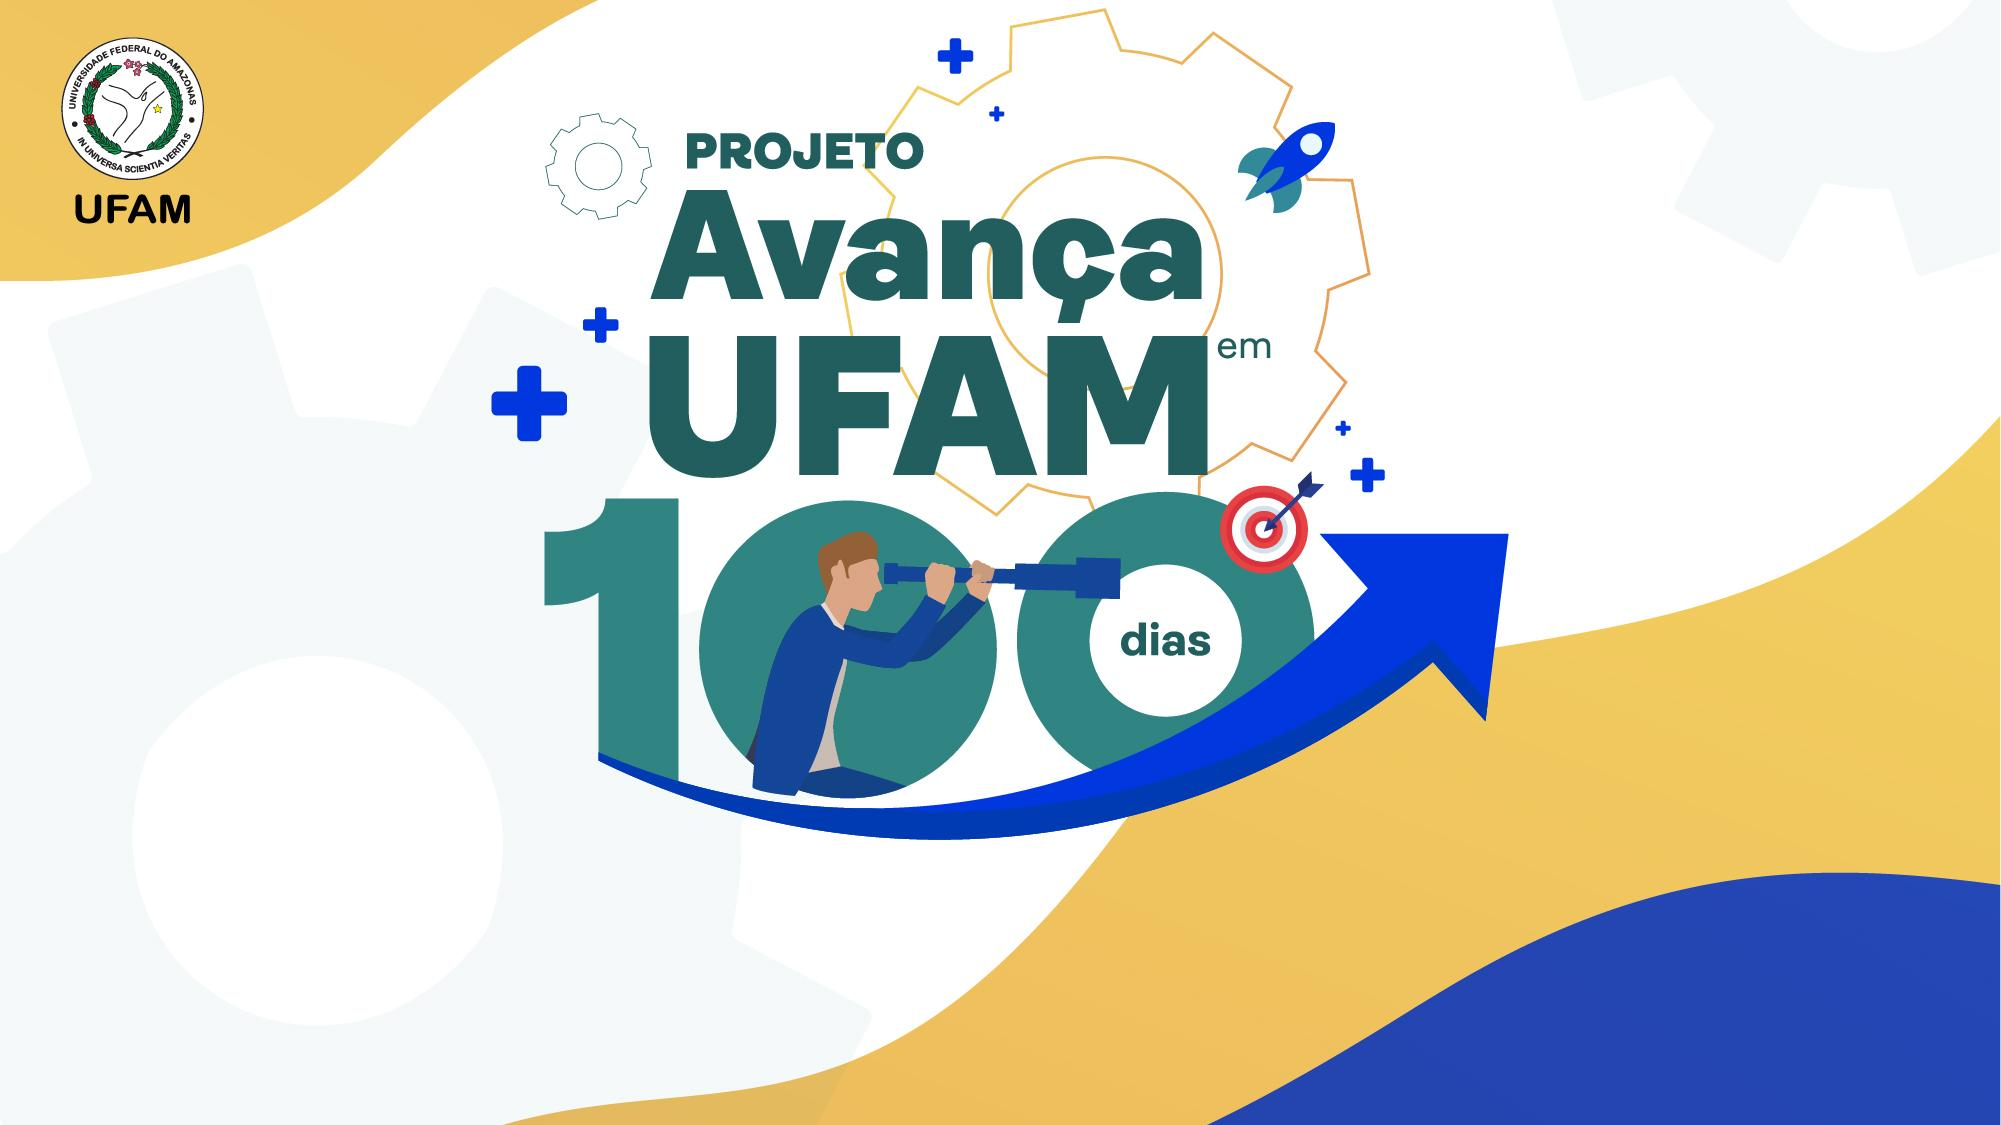 UNIVERSIDADE FEDERAL DO AMAZONAS
IN UNIVERSA SCIENTIA VERITAS
UFAM
PROJETO
Avança
UFAM em
100
dias